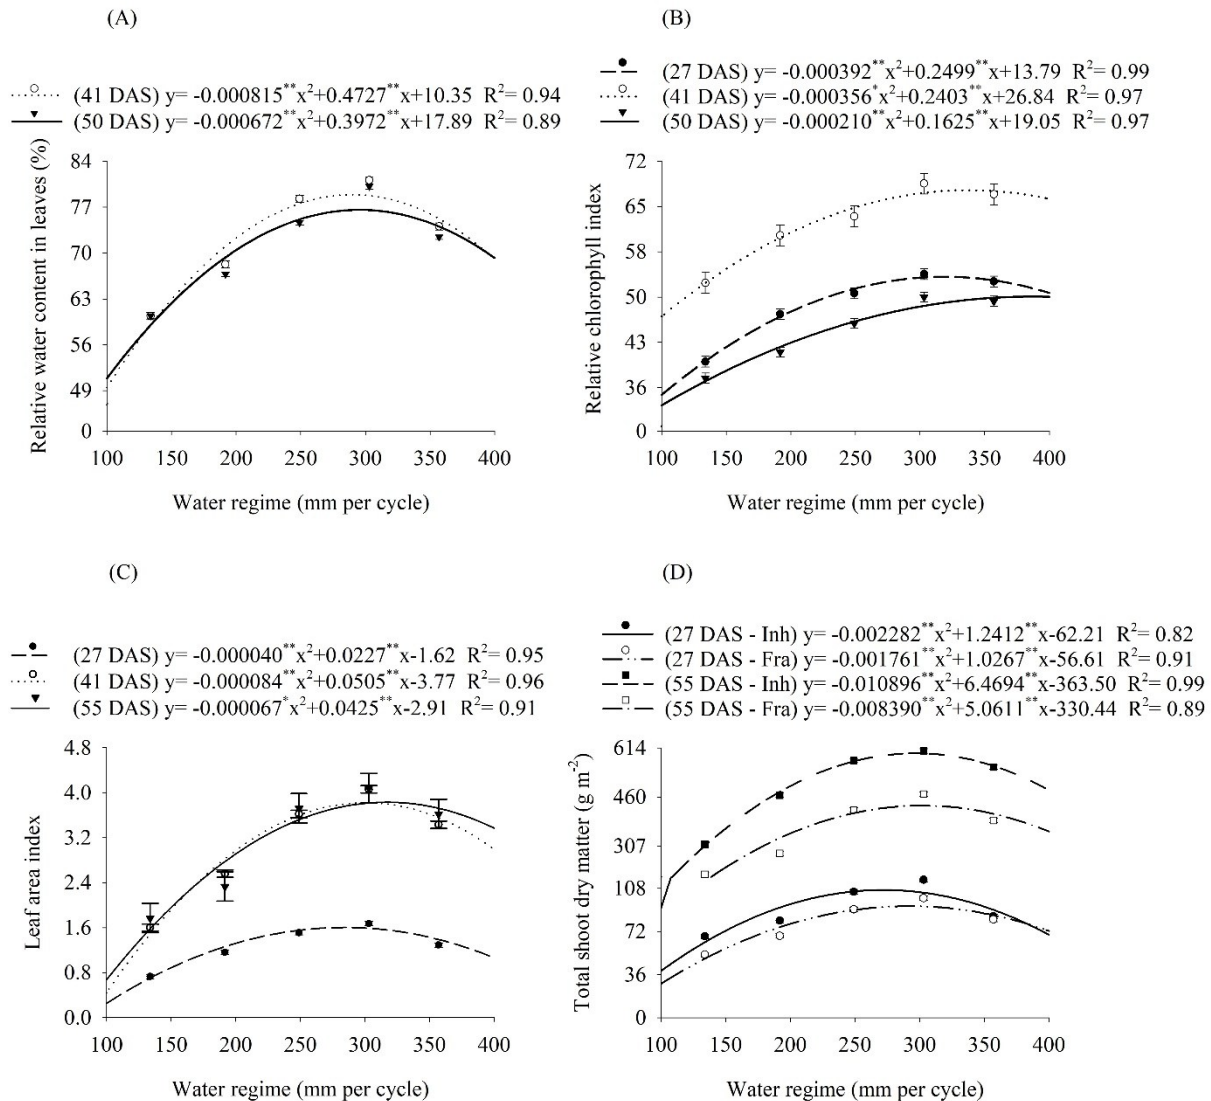 (A)
(41 DAS) y= -0.000815**x²+0.4727**x+10.35 R²= 0.94
(50 DAS) y= -0.000672**x²+0.3972**x+17.89 R²= 0.89
Relative water content in leaves (%)
84
77
70
63
56
49
0
100 150 200 250 300 350 400
Water regime (mm per cycle)
(B)
(27 DAS) y= -0.000392**x²+0.2499**x+13.79 R²= 0.99
(41 DAS) y= -0.000356*x²+0.2403**x+26.84 R²= 0.97
(50 DAS) y= -0.000210**x²+0.1625**x+19.05 R²= 0.97
Relative chlorophyll index
72
65
58
50
43
36
0
100 150 200 250 300 350 400
Water regime (mm per cycle)
(C)
(27 DAS) y= -0.000040**x²+0.0227**x-1.62 R²= 0.95
(41 DAS) y= -0.000084**x²+0.0505**x-3.77 R²= 0.96
(55 DAS) y= -0.000067*x²+0.0425**x-2.91 R²= 0.91
Leaf area index
4.8
4.0
3.2
2.4
1.6
0.8
0.0
100 150 200 250 300 350 400
Water regime (mm per cycle)
(D)
(27 DAS - Inh) y= -0.002282**x²+1.2412**x-62.21 R²= 0.82
(27 DAS - Fra) y= -0.001761**x²+1.0267**x-56.61 R²= 0.91
(55 DAS - Inh) y= -0.010896**x²+6.4694**x-363.50 R²= 0.99
(55 DAS - Fra) y= -0.008390**x²+5.0611**x-330.44 R²= 0.89
Total shoot dry matter (g m⁻²)
614
460
307
108
72
36
0
100 150 200 250 300 350 400
Water regime (mm per cycle)